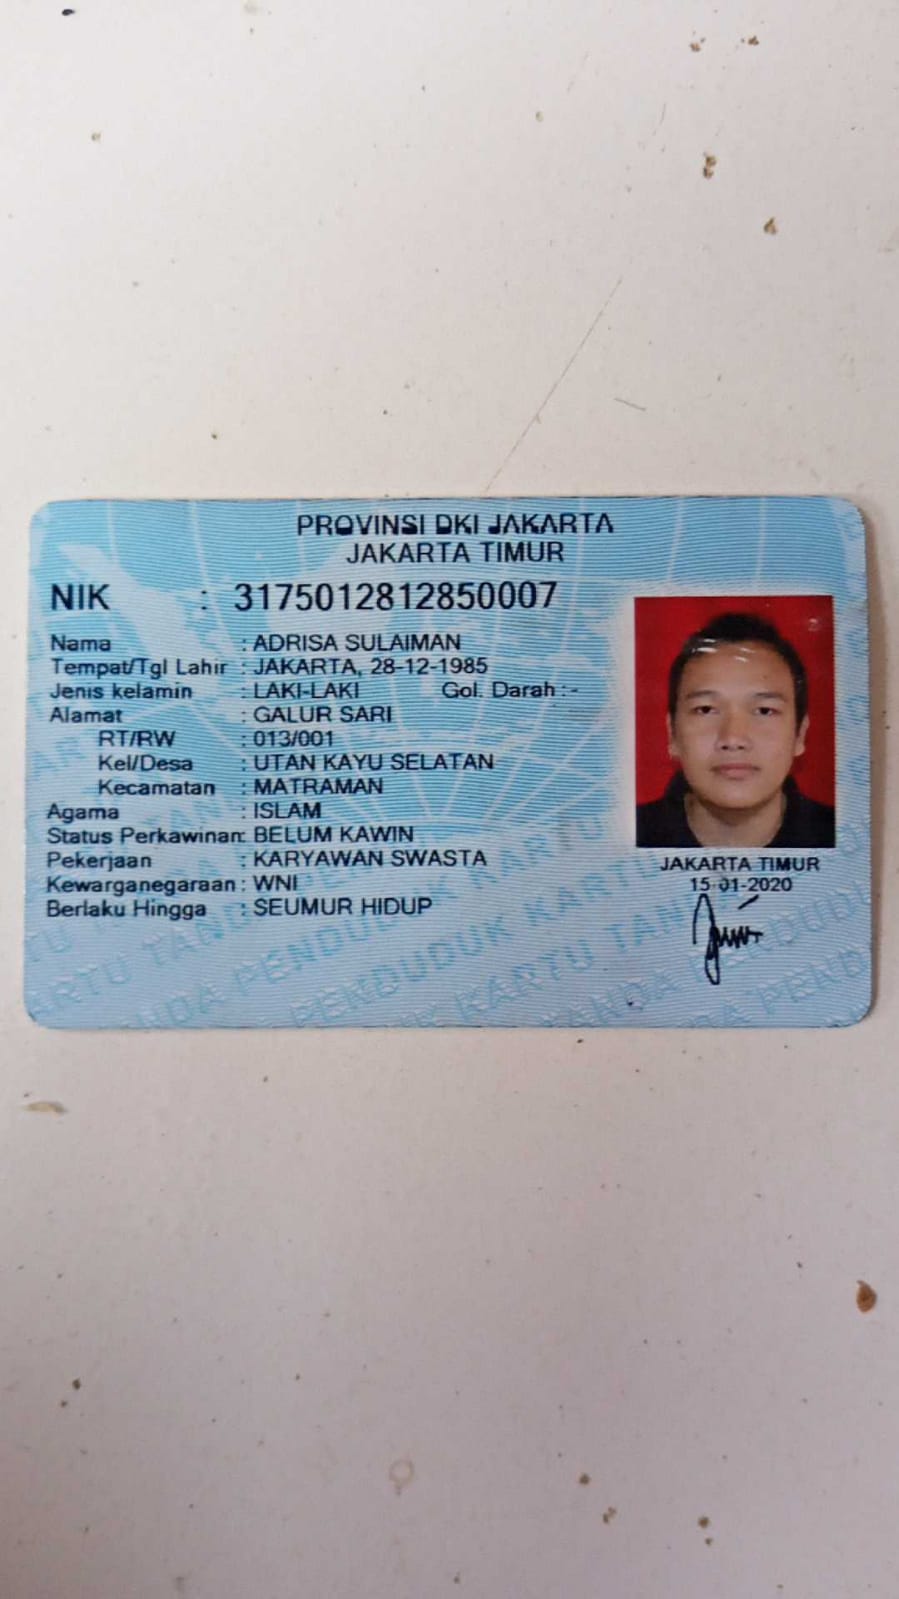 PROVINSI DKI JAKARTA
JAKARTA TIMUR
NIK : 3175012812850007
Nama : ADRISA SULAIMAN
Tempat/Tgl Lahir : JAKARTA, 28-12-1985
Jenis kelamin : LAKI-LAKI Gol. Darah : -
Alamat : GALUR SARI
RT/RW : 013/001
Kel/Desa : UTAN KAYU SELATAN
Kecamatan : MATRAMAN
Agama : ISLAM
Status Perkawinan: BELUM KAWIN
Pekerjaan : KARYAWAN SWASTA
Kewarganegaraan : WNI
Berlaku Hingga : SEUMUR HIDUP
JAKARTA TIMUR
15-01-2020
KARTU TANDA PENDUDUK KARTU TANDA PENDUDUK